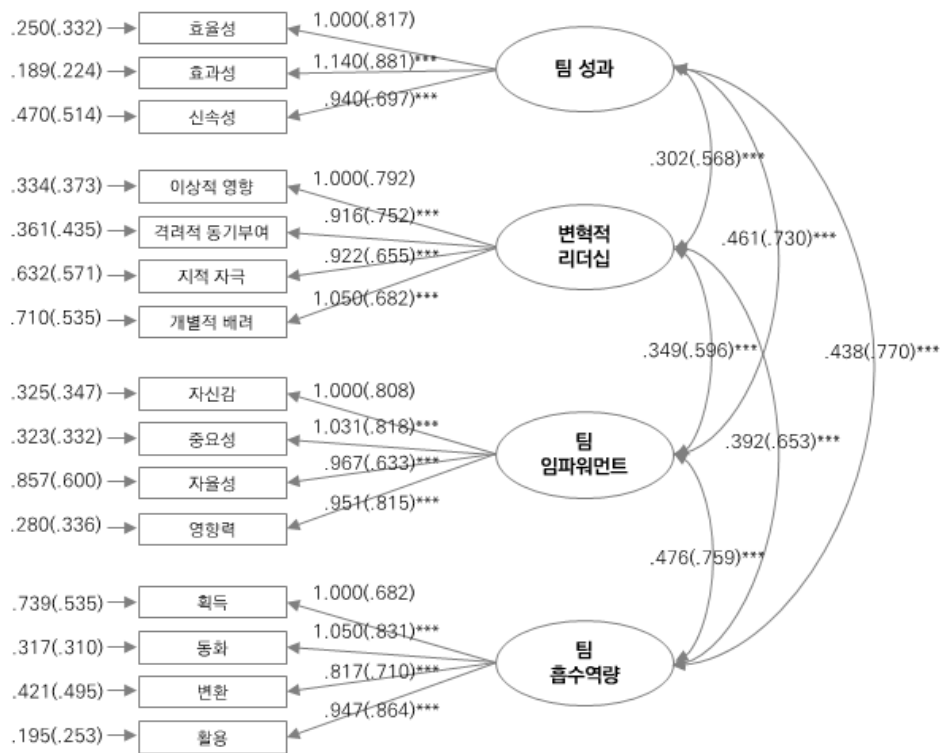 .250(.332) 효율성 1.000(.817)
.189(.224) 효과성 1.140(.881)***
.470(.514) 신속성 .940(.697)***
팀 성과
.334(.373) 이상적 영향 1.000(.792)
.361(.435) 격려적 동기부여 .916(.752)***
.632(.571) 지적 자극 .922(.655)***
.710(.535) 개별적 배려 1.050(.682)***
변혁적
리더십
.325(.347) 자신감 1.000(.808)
.323(.332) 중요성 1.031(.818)***
.857(.600) 자율성 .967(.633)***
.280(.336) 영향력 .951(.815)***
팀
임파워먼트
.739(.535) 획득 1.000(.682)
.317(.310) 동화 1.050(.831)***
.421(.495) 변환 .817(.710)***
.195(.253) 활용 .947(.864)***
팀
흡수역량
.302(.568)***
.461(.730)***
.349(.596)***
.438(.770)***
.392(.653)***
.476(.759)***